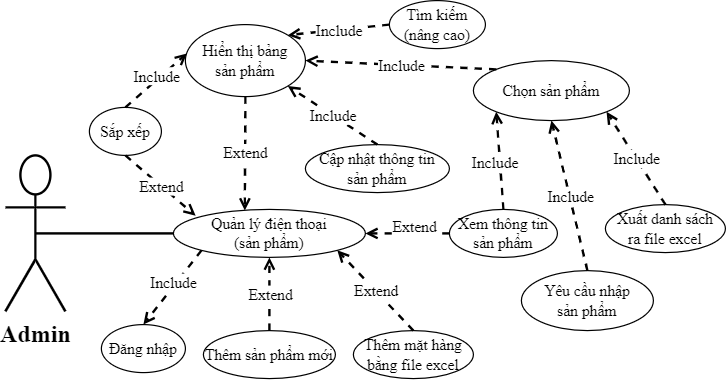 Tìm kiếm
(nâng cao)
Include
Hiển thị bảng
sản phẩm
Include
Include
Chọn sản phẩm
Include
Sắp xếp
Extend
Include
Cập nhật thông tin
sản phẩm
Include
Include
Extend
Include
Quản lý điện thoại
(sản phẩm)
Extend
Xem thông tin
sản phẩm
Xuất danh sách
ra file excel
Include
Extend
Extend
Yêu cầu nhập
sản phẩm
Admin
Đăng nhập
Thêm sản phẩm mới
Thêm mặt hàng
bằng file excel